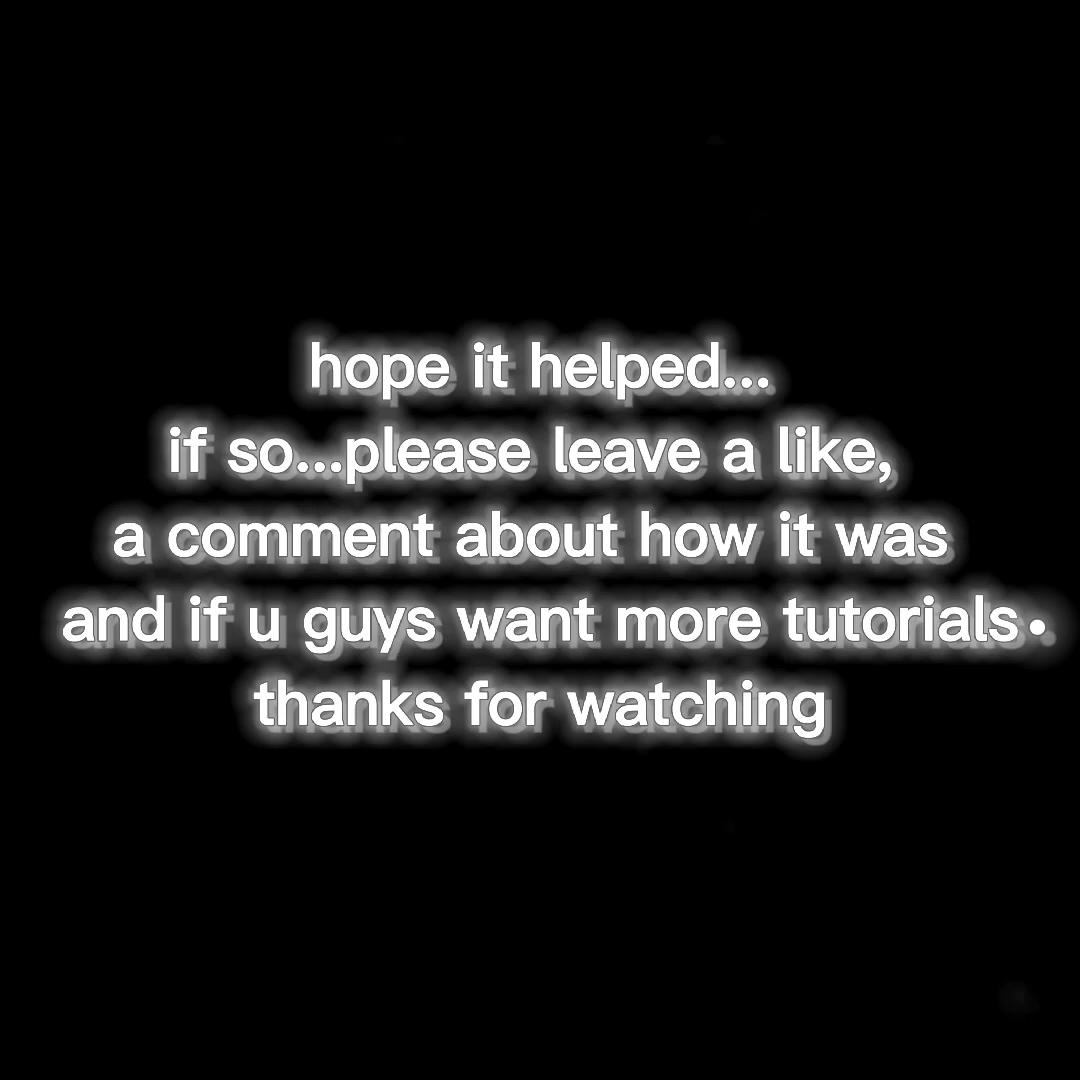 hope it helped...
if so...please leave a like,
a comment about how it was
and if u guys want more tutorials•
thanks for watching